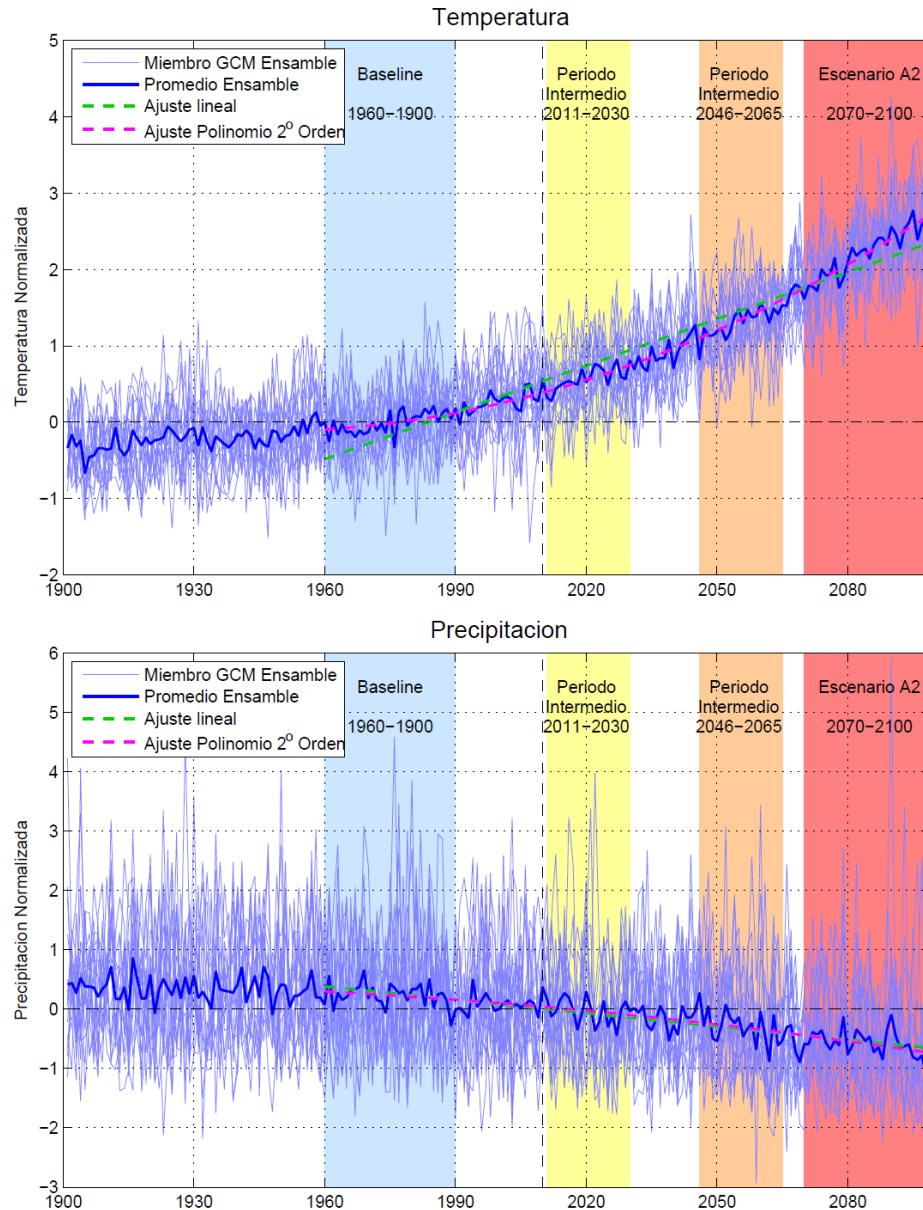 Temperatura
5
4
3
2
1
0
−1
−2
Temperatura Normalizada
Miembro GCM Ensamble
Promedio Ensamble
Ajuste lineal
Ajuste Polinomio 2º Orden
Baseline
1960−1900
Periodo
Intermedio
2011−2030
Periodo
Intermedio
2046−2065
Escenario A2
2070−2100
1900 1930 1960 1990 2020 2050 2080
Precipitacion
6
5
4
3
2
1
0
−1
−2
−3
Precipitacion Normalizada
Miembro GCM Ensamble
Promedio Ensamble
Ajuste lineal
Ajuste Polinomio 2º Orden
Baseline
1960−1900
Periodo
Intermedio
2011−2030
Periodo
Intermedio
2046−2065
Escenario A2
2070−2100
1900 1930 1960 1990 2020 2050 2080